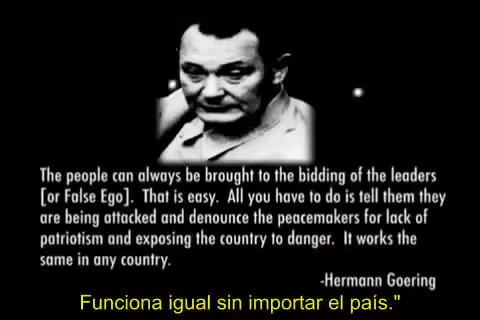 The people can always be brought to the bidding of the leaders
[or False Ego].  That is easy.  All you have to do is tell them they
are being attacked and denounce the peacemakers for lack of
patriotism and exposing the country to danger.  It works the
same in any country.
-Hermann Goering
Funciona igual sin importar el país."